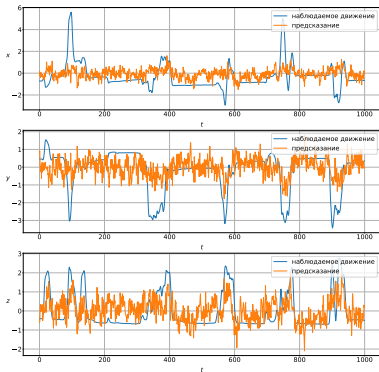 6
4
2
0
−2
x
0
200
400
600
800
1000
t
наблюдаемое движение
предсказание
2
1
0
−1
−2
−3
y
0
200
400
600
800
1000
t
наблюдаемое движение
предсказание
3
2
1
0
−1
−2
z
0
200
400
600
800
1000
t
наблюдаемое движение
предсказание